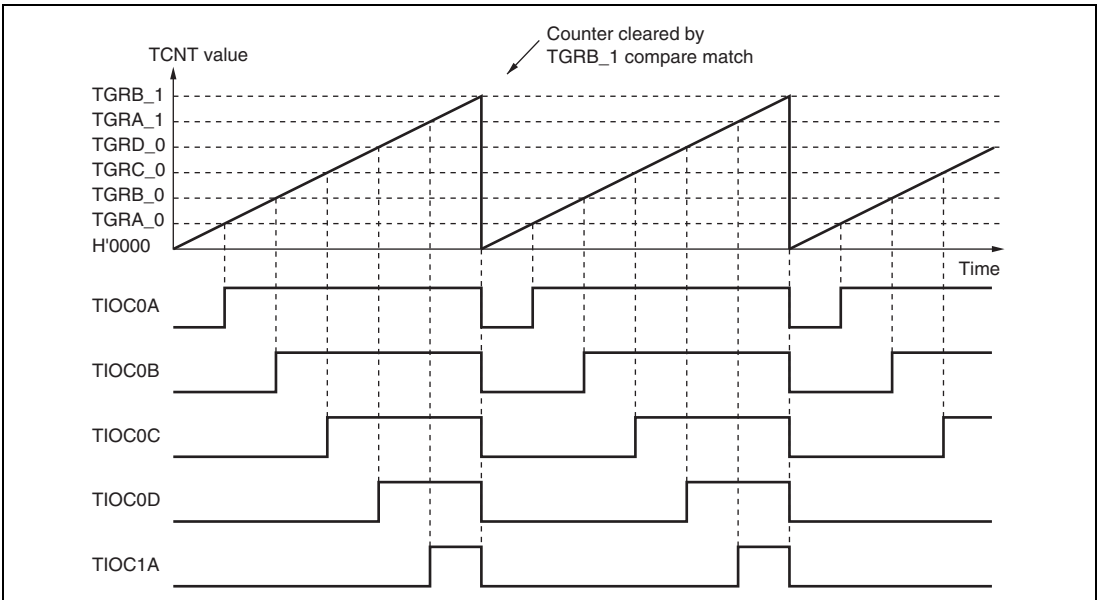 Counter cleared by
TGRB_1 compare match
TCNT value
TGRB_1
TGRA_1
TGRD_0
TGRC_0
TGRB_0
TGRA_0
H'0000
Time
TIOC0A
TIOC0B
TIOC0C
TIOC0D
TIOC1A